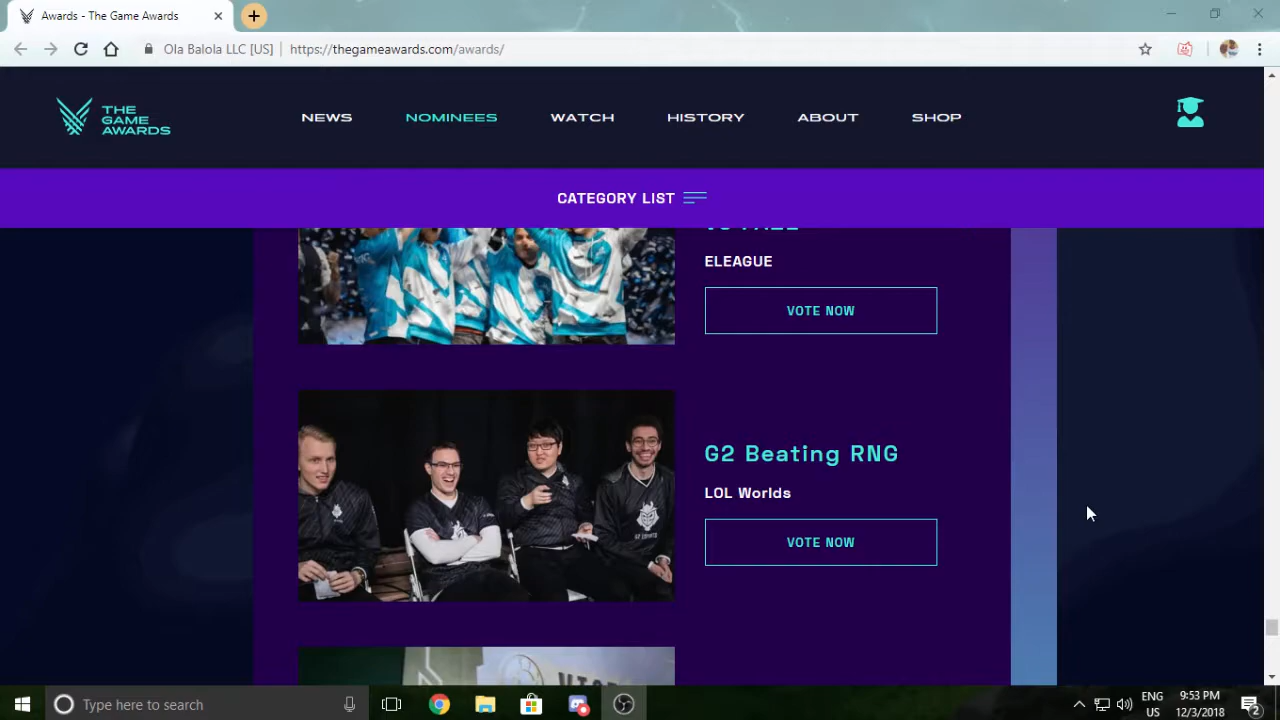 Awards - The Game Awards
Ola Balola LLC [US]
https://thegameawards.com/awards/
THE
GAME
AWARDS
NEWS
NOMINEES
WATCH
HISTORY
ABOUT
SHOP
CATEGORY LIST
ELEAGUE
VOTE NOW
G2 Beating RNG
LOL Worlds
VOTE NOW
Type here to search
ENG
US
9:53 PM
12/3/2018
2